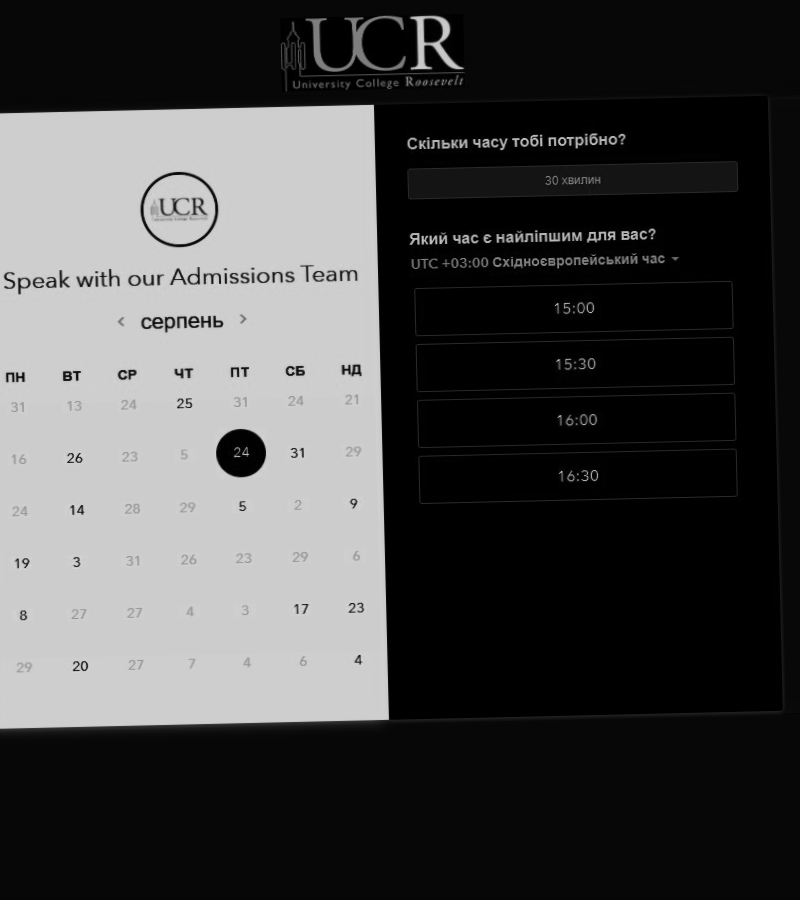 UCR
University College Roosevelt
UCR
University College Roosevelt
Speak with our Admissions Team
серпень
ПН ВТ СР ЧТ ПТ СБ НД
31 13 24 25 31 24 21
16 26 23 5 24 31 29
24 14 28 29 5 2 9
19 3 31 26 23 29 6
8 27 27 4 3 17 23
29 20 27 7 4 6 4
Скільки часу тобі потрібно?
30 хвилин
Який час є найліпшим для вас?
UTC +03:00 Східноєвропейський час
15:00
15:30
16:00
16:30